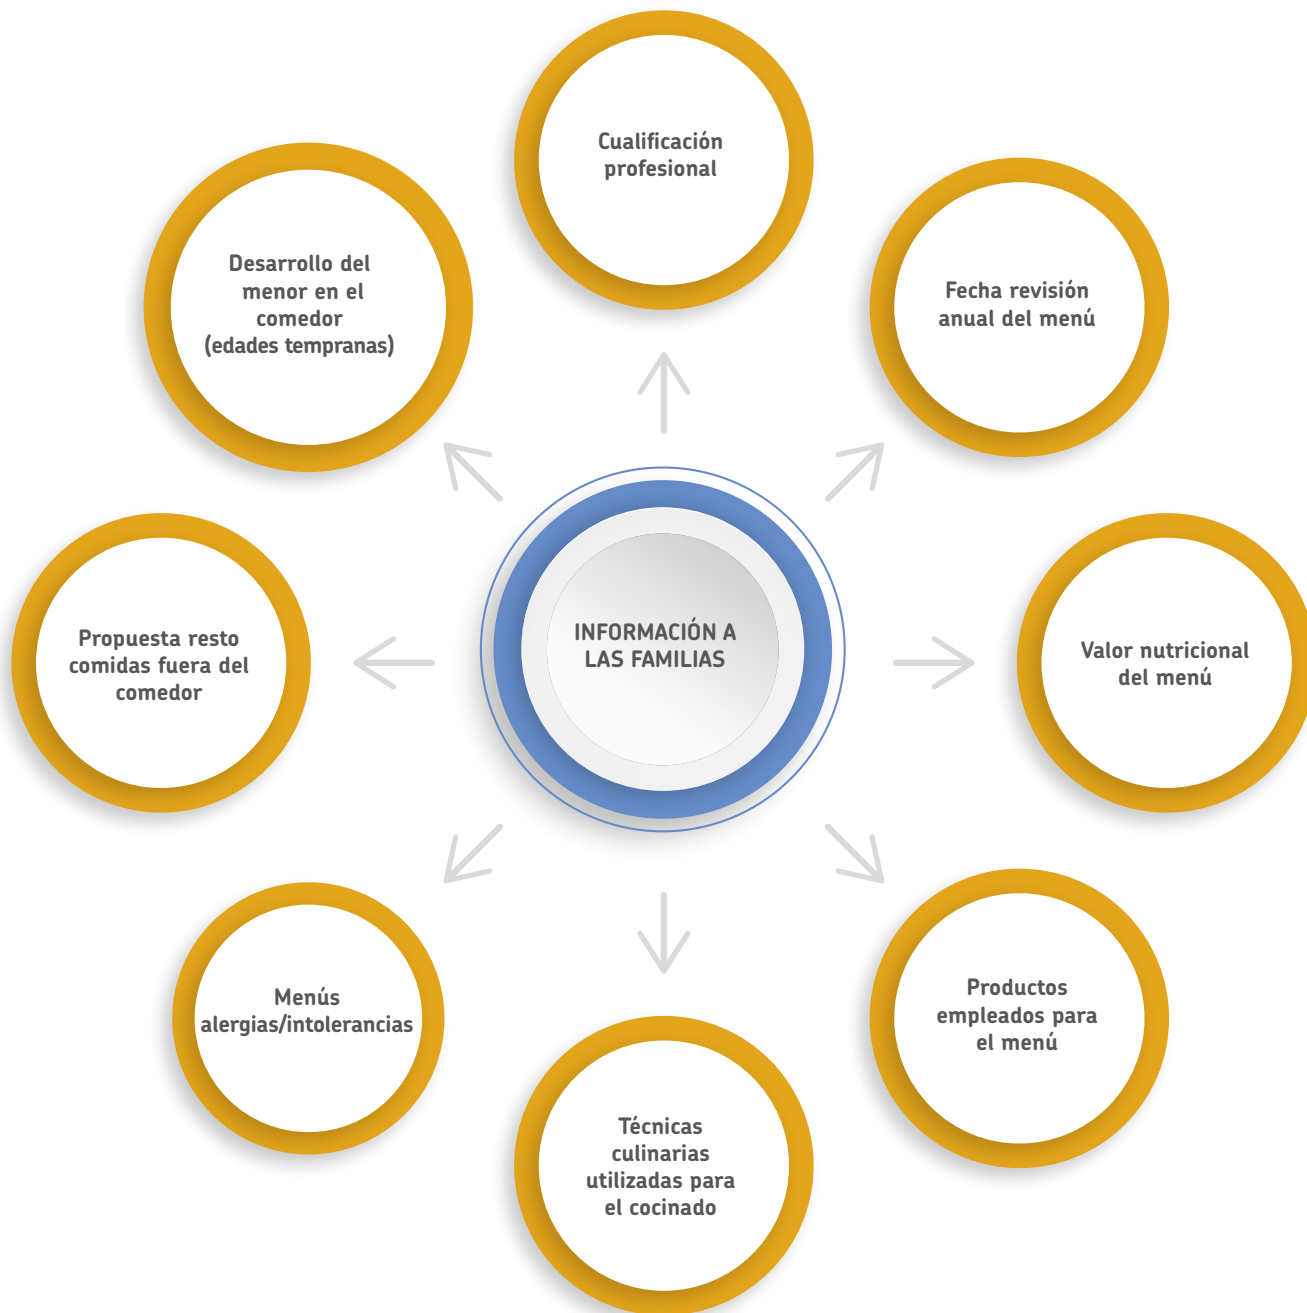 Cualificación
profesional
Desarrollo del
menor en el
comedor
(edades tempranas)
Fecha revisión
anual del menú
INFORMACIÓN A
LAS FAMILIAS
Propuesta resto
comidas fuera del
comedor
Valor nutricional
del menú
Menús
alergias/intolerancias
Productos
empleados para
el menú
Técnicas
culinarias
utilizadas para
el cocinado